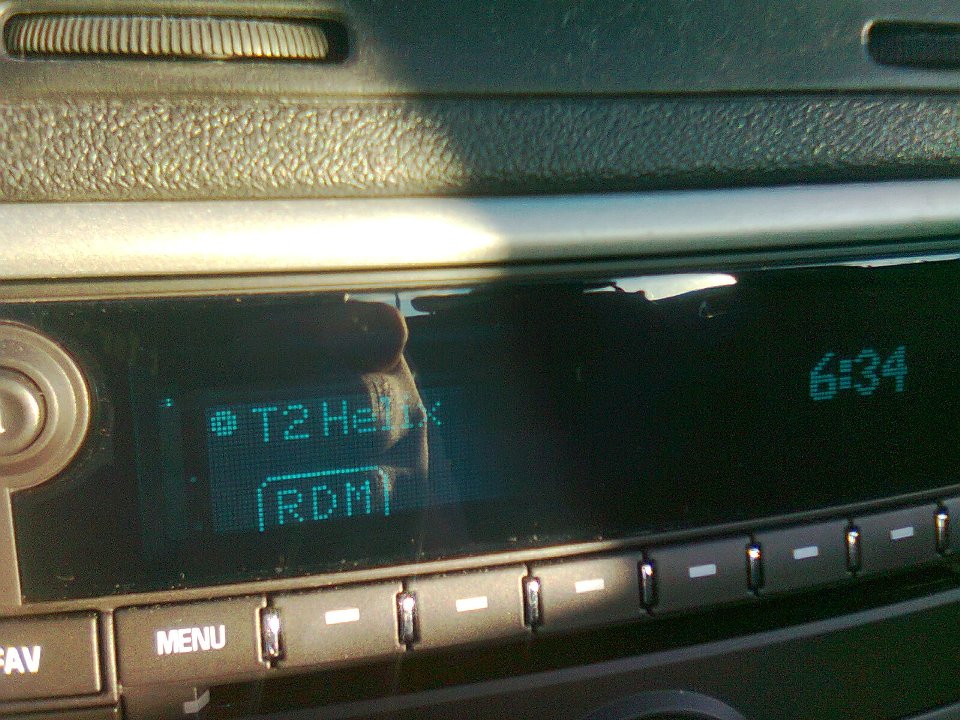 6:34
T2 Helix
RDM
MENU
FAV